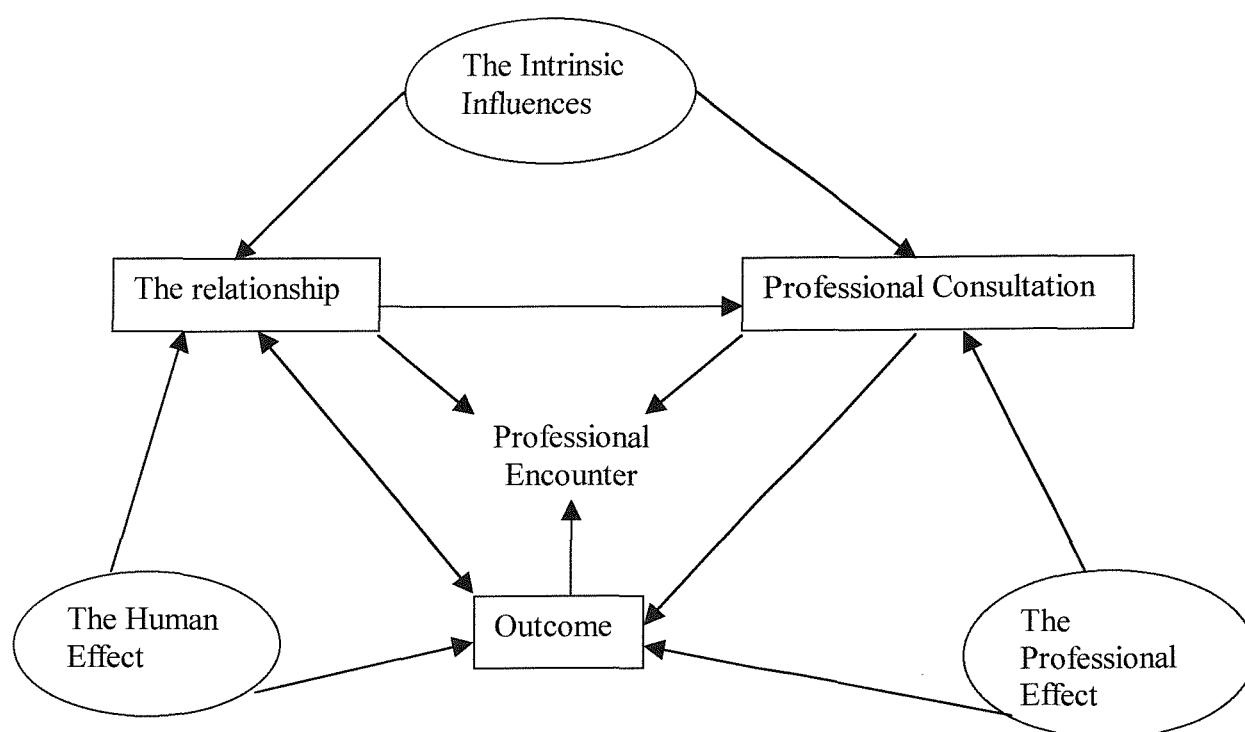 The Intrinsic
Influences
The relationship
Professional Consultation
Professional
Encounter
The Human
Effect
Outcome
The
Professional
Effect